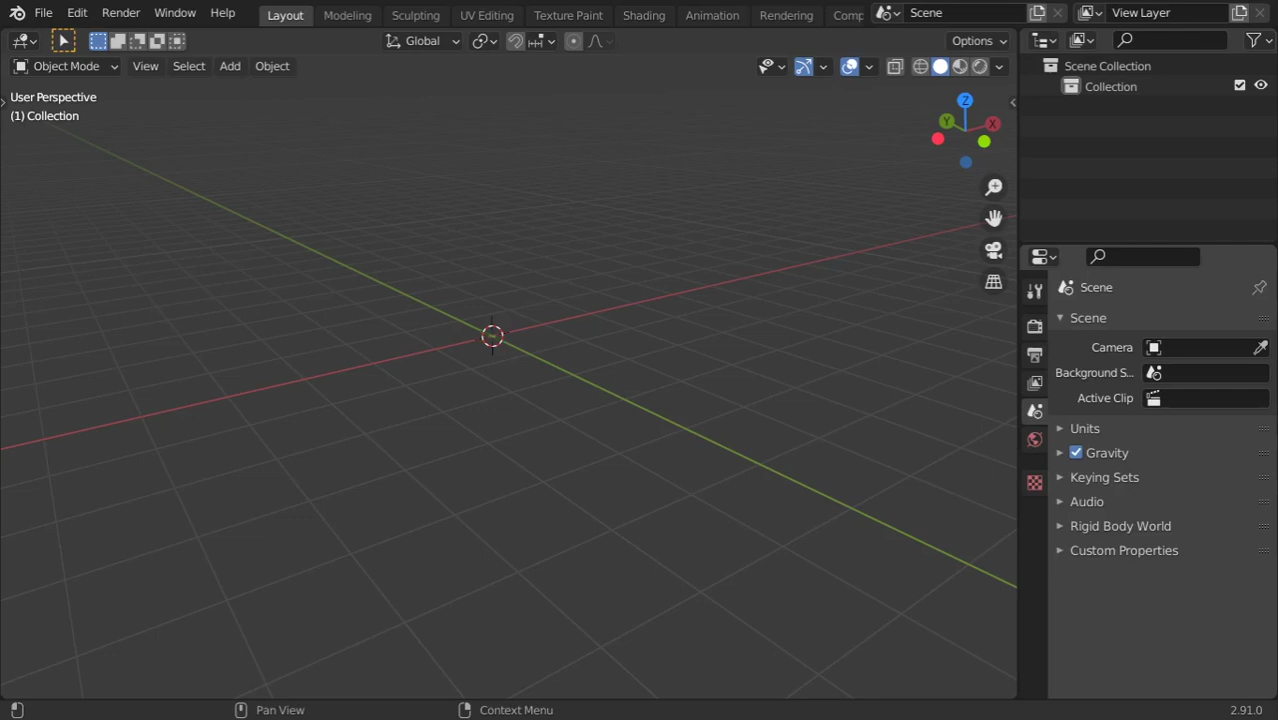 File Edit Render Window Help Layout Modeling Sculpting UV Editing Texture Paint Shading Animation Rendering Comp Scene View Layer
Global Options
Object Mode View Select Add Object
User Perspective
(1) Collection
Z
Y
X
Scene Collection
Collection
Scene
Scene
Camera
Background S...
Active Clip
Units
Gravity
Keying Sets
Audio
Rigid Body World
Custom Properties
Pan View Context Menu 2.91.0